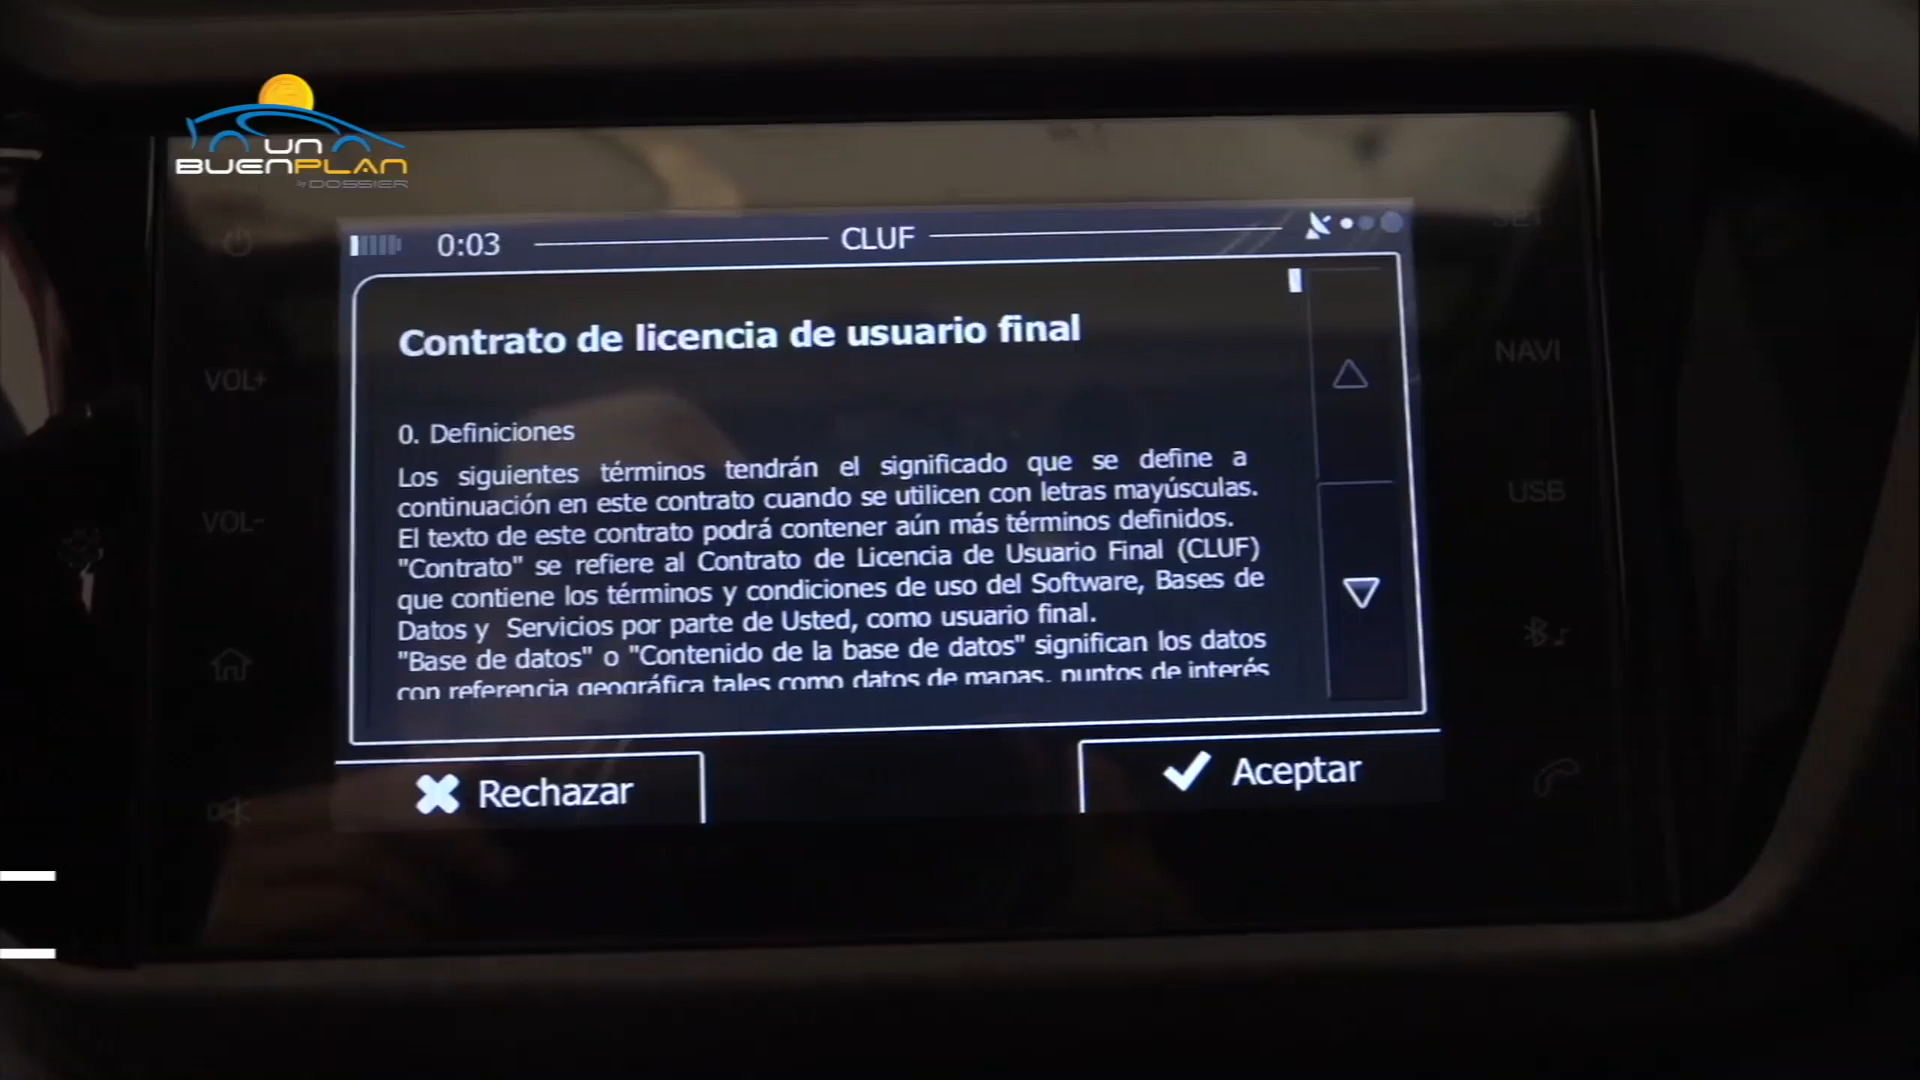 UN
BUENPLAN
by DOSSIER
0:03
CLUF
SET
Contrato de licencia de usuario final
VOL+
NAVI
0. Definiciones
Los siguientes términos tendrán el significado que se define a
continuación en este contrato cuando se utilicen con letras mayúsculas.
El texto de este contrato podrá contener aún más términos definidos.
"Contrato" se refiere al Contrato de Licencia de Usuario Final (CLUF)
que contiene los términos y condiciones de uso del Software, Bases de
Datos y Servicios por parte de Usted, como usuario final.
"Base de datos" o "Contenido de la base de datos" significan los datos
con referencia geográfica tales como datos de mapas, puntos de interés
VOL-
USB
Rechazar
Aceptar